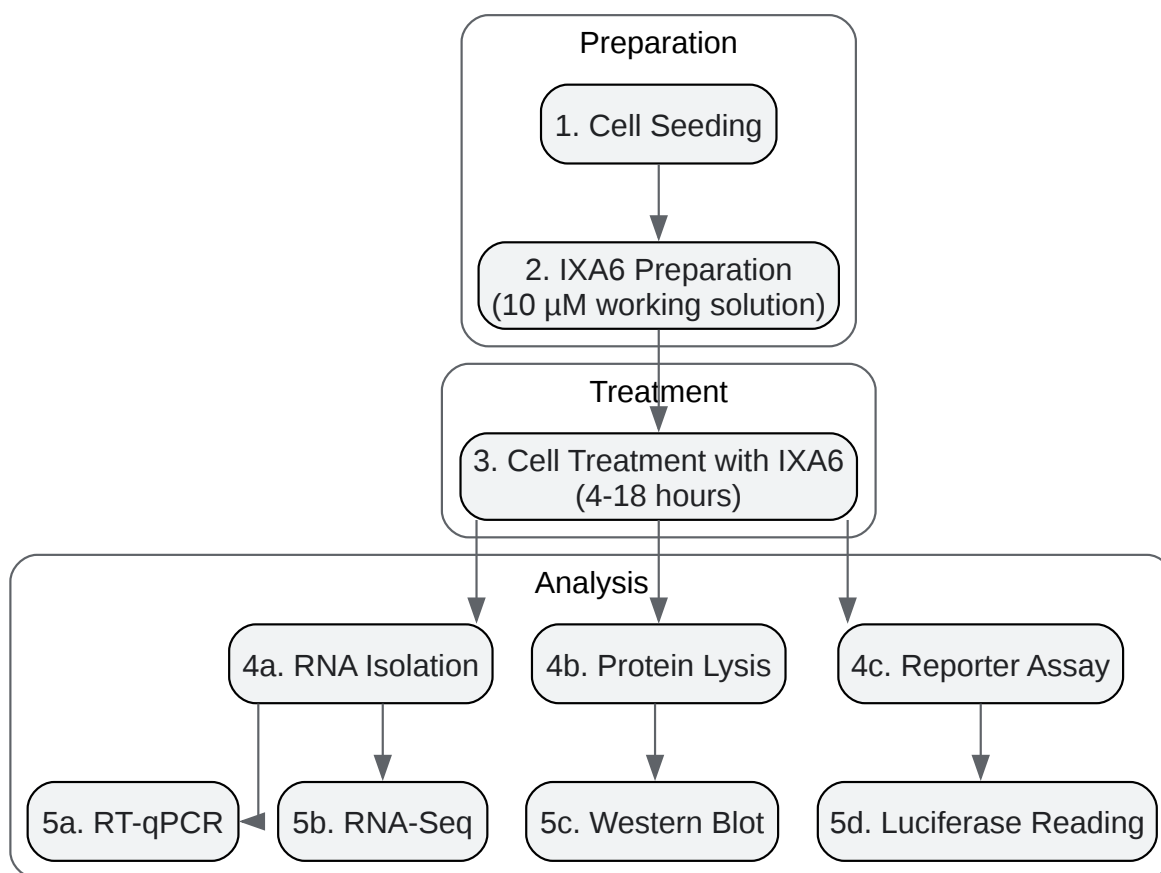 Preparation
1. Cell Seeding
2. IXA6 Preparation
(10 µM working solution)
Treatment
3. Cell Treatment with IXA6
(4-18 hours)
Analysis
4a. RNA Isolation
4b. Protein Lysis
4c. Reporter Assay
5a. RT-qPCR
5b. RNA-Seq
5c. Western Blot
5d. Luciferase Reading